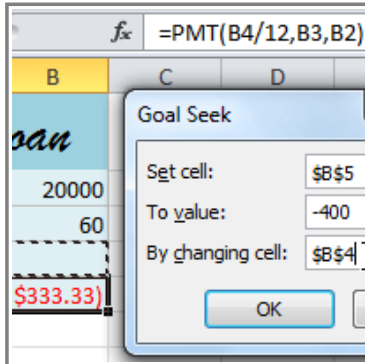 fx =PMT(B4/12,B3,B2)
B C D
oan
Goal Seek
Set cell: $B$5
20000
To value: -400
60
By changing cell: $B$4
$333.33)
OK